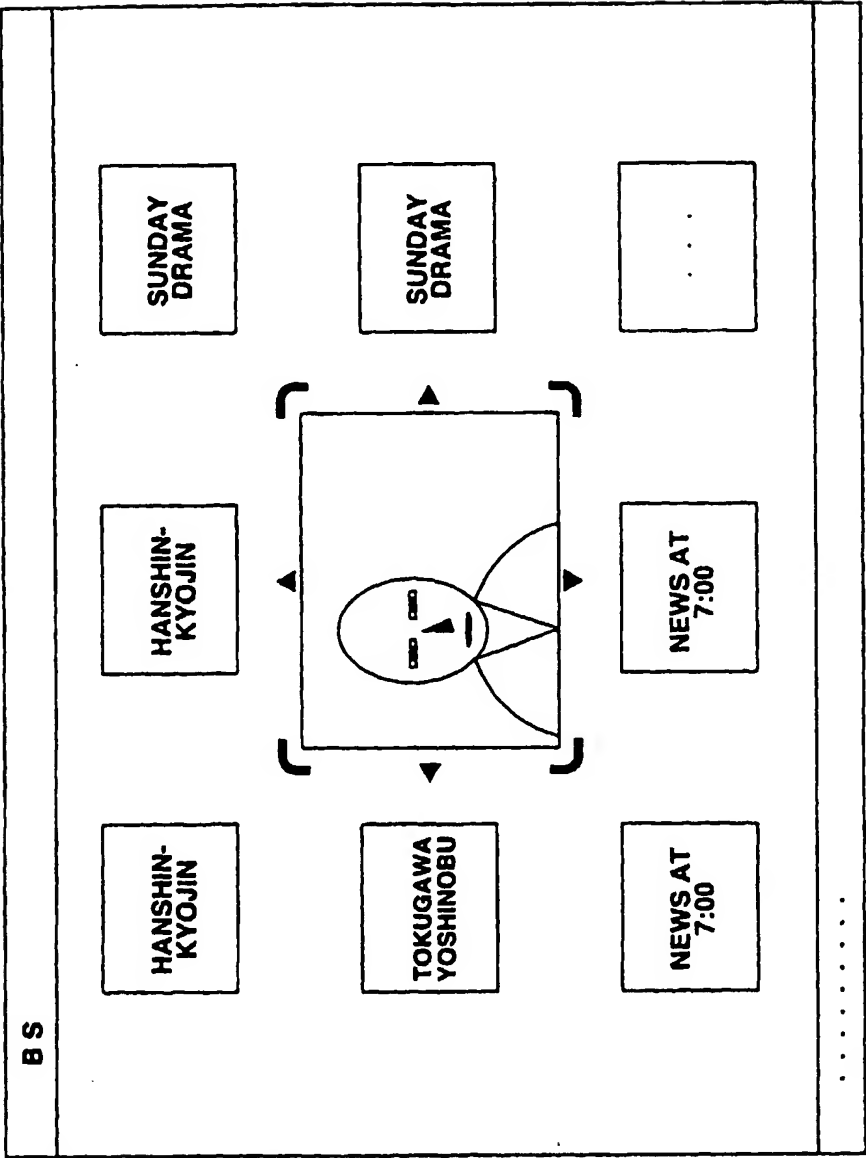 BS
HANSHIN-
KYOJIN
HANSHIN-
KYOJIN
SUNDAY
DRAMA
TOKUGAWA
YOSHINOBU
SUNDAY
DRAMA
NEWS AT
7:00
NEWS AT
7:00
. . .
. . . . . . . . .